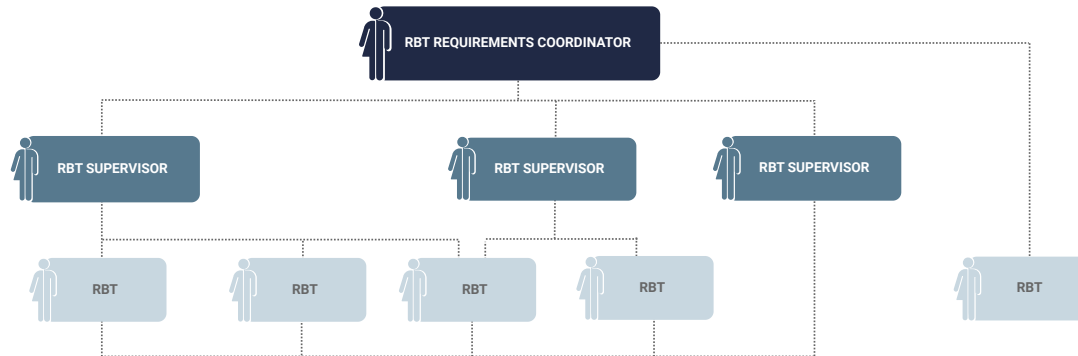 RBT REQUIREMENTS COORDINATOR
RBT SUPERVISOR
RBT SUPERVISOR
RBT SUPERVISOR
RBT
RBT
RBT
RBT
RBT